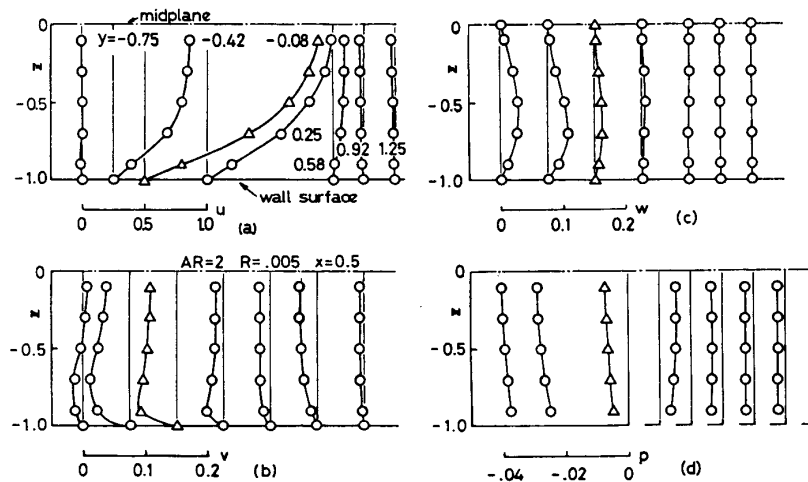 midplane
0
y=-0.75 -0.42 -0.08
z
-0.5
0.25
0.92 1.25
0.58
-1.0
wall surface
0 0.5 1.0
u
(a)
0
z
-0.5
-1.0
0 0.1 0.2
w
(c)
AR=2 R=.005 x=0.5
0
z
-0.5
-1.0
0 0.1 0.2
v
(b)
0
z
-0.5
-1.0
-.04 -.02 0
p
(d)